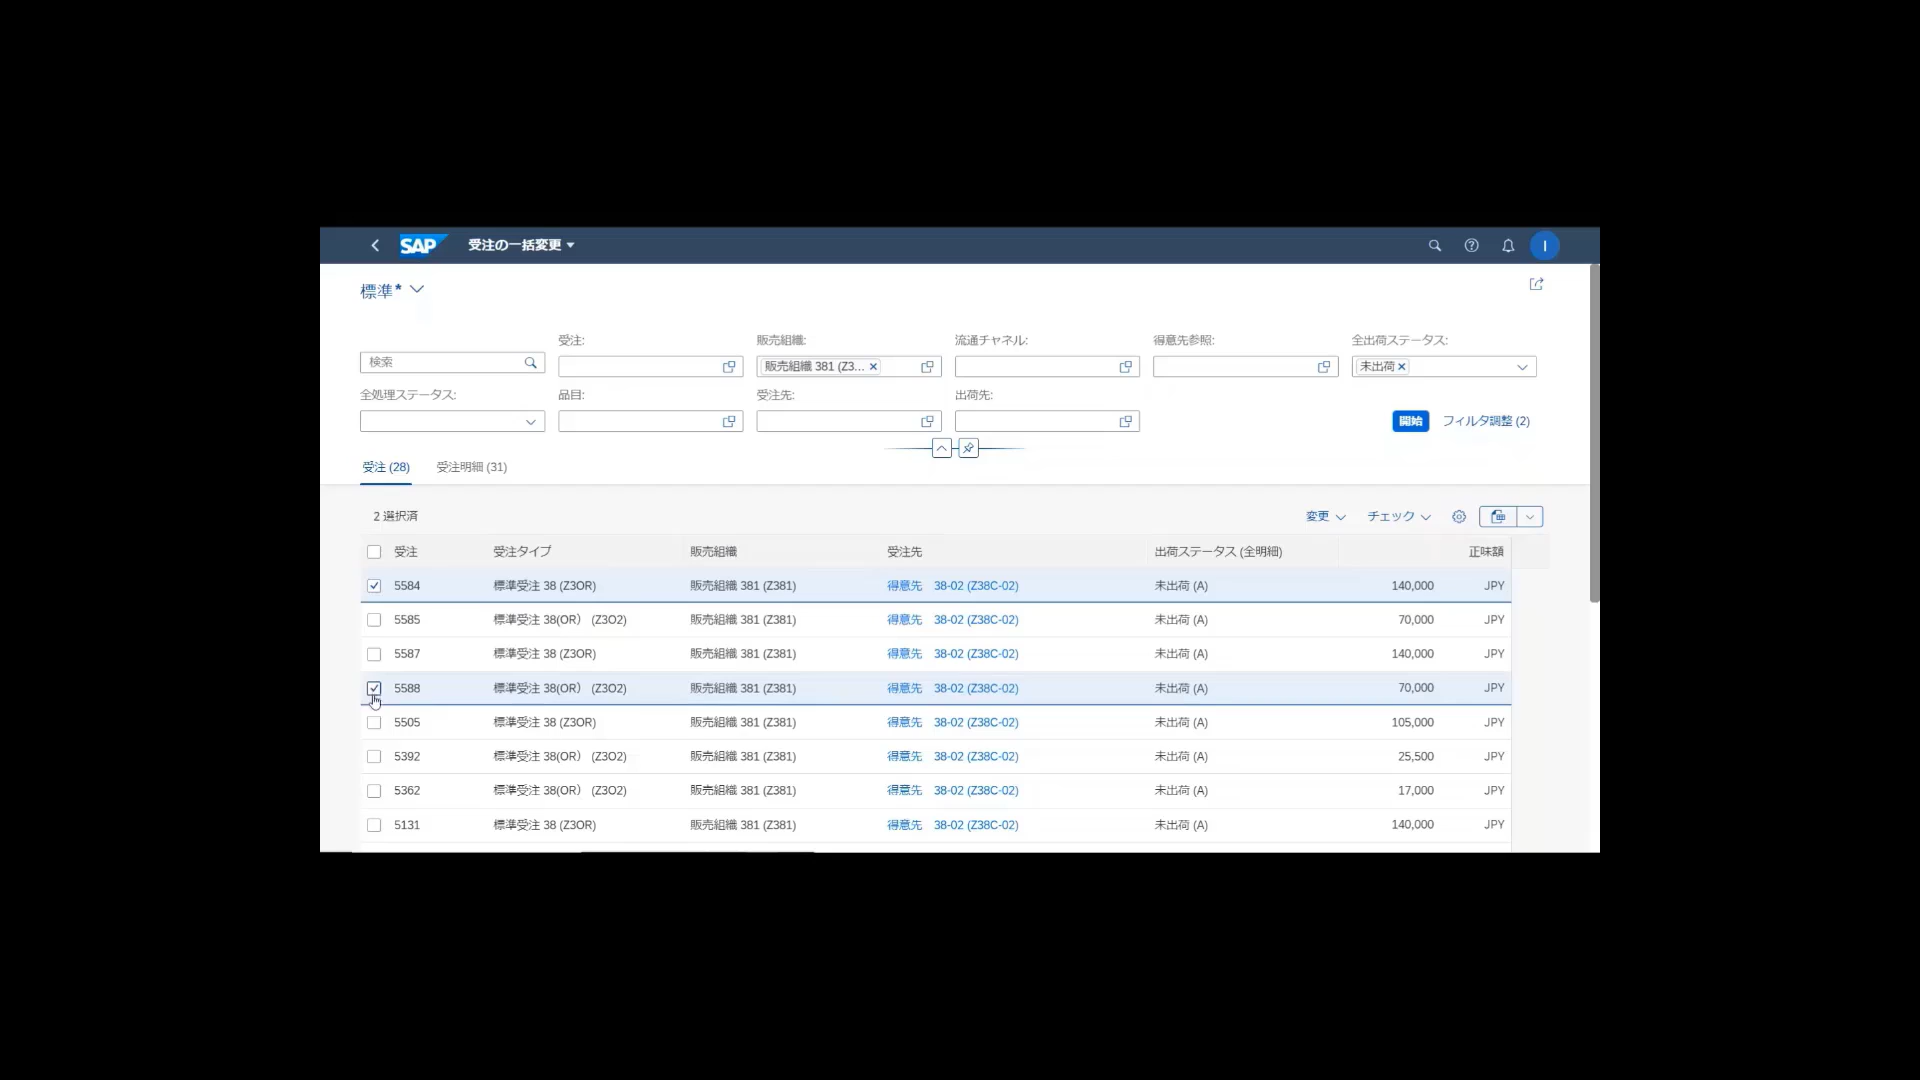 SAP 受注の一括変更
I
標準*
受注: 販売組織: 流通チャネル: 得意先参照: 全出荷ステータス:
検索 販売組織 381 (Z3... 未出荷
全処理ステータス: 品目: 受注先: 出荷先:
開始 フィルタ調整 (2)
受注 (28) 受注明細 (31)
2 選択済 変更 チェック
受注 受注タイプ 販売組織 受注先 出荷ステータス (全明細) 正味額
5584 標準受注 38 (Z3OR) 販売組織 381 (Z381) 得意先 38-02 (Z38C-02) 未出荷 (A) 140,000 JPY
5585 標準受注 38(OR） (Z3O2) 販売組織 381 (Z381) 得意先 38-02 (Z38C-02) 未出荷 (A) 70,000 JPY
5587 標準受注 38 (Z3OR) 販売組織 381 (Z381) 得意先 38-02 (Z38C-02) 未出荷 (A) 140,000 JPY
5588 標準受注 38(OR） (Z3O2) 販売組織 381 (Z381) 得意先 38-02 (Z38C-02) 未出荷 (A) 70,000 JPY
5505 標準受注 38 (Z3OR) 販売組織 381 (Z381) 得意先 38-02 (Z38C-02) 未出荷 (A) 105,000 JPY
5392 標準受注 38(OR） (Z3O2) 販売組織 381 (Z381) 得意先 38-02 (Z38C-02) 未出荷 (A) 25,500 JPY
5362 標準受注 38(OR） (Z3O2) 販売組織 381 (Z381) 得意先 38-02 (Z38C-02) 未出荷 (A) 17,000 JPY
5131 標準受注 38 (Z3OR) 販売組織 381 (Z381) 得意先 38-02 (Z38C-02) 未出荷 (A) 140,000 JPY